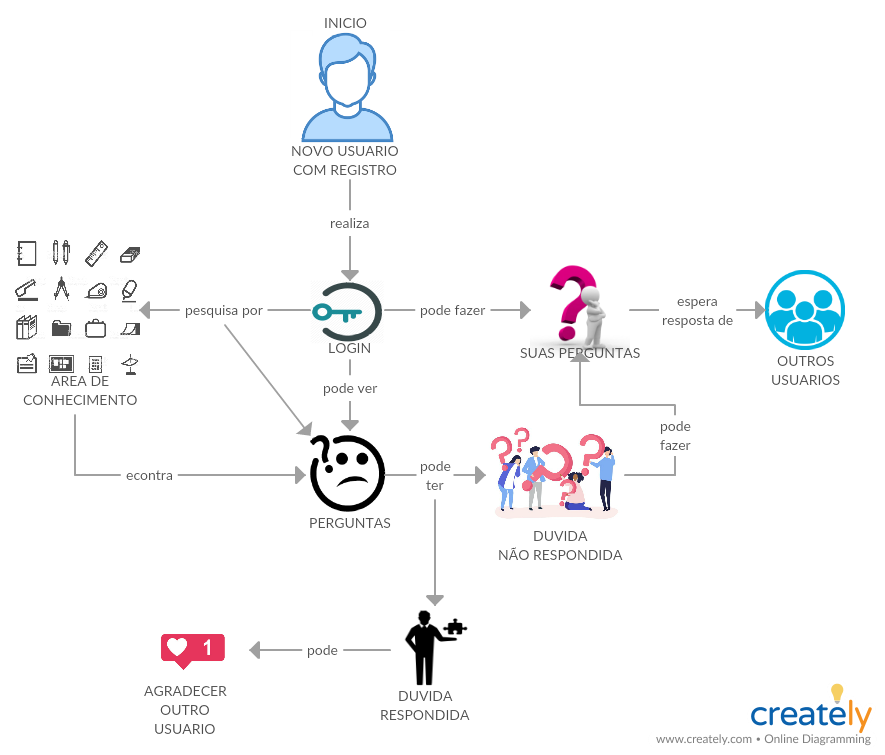 INICIO
NOVO USUARIO
COM REGISTRO
realiza
pesquisa por
pode fazer
espera
resposta de
LOGIN
SUAS PERGUNTAS
OUTROS
USUARIOS
AREA DE
CONHECIMENTO
pode ver
pode
fazer
econtra
pode
ter
PERGUNTAS
DUVIDA
NÃO RESPONDIDA
1
pode
AGRADECER
OUTRO
USUARIO
DUVIDA
RESPONDIDA
creately
www.creately.com • Online Diagramming